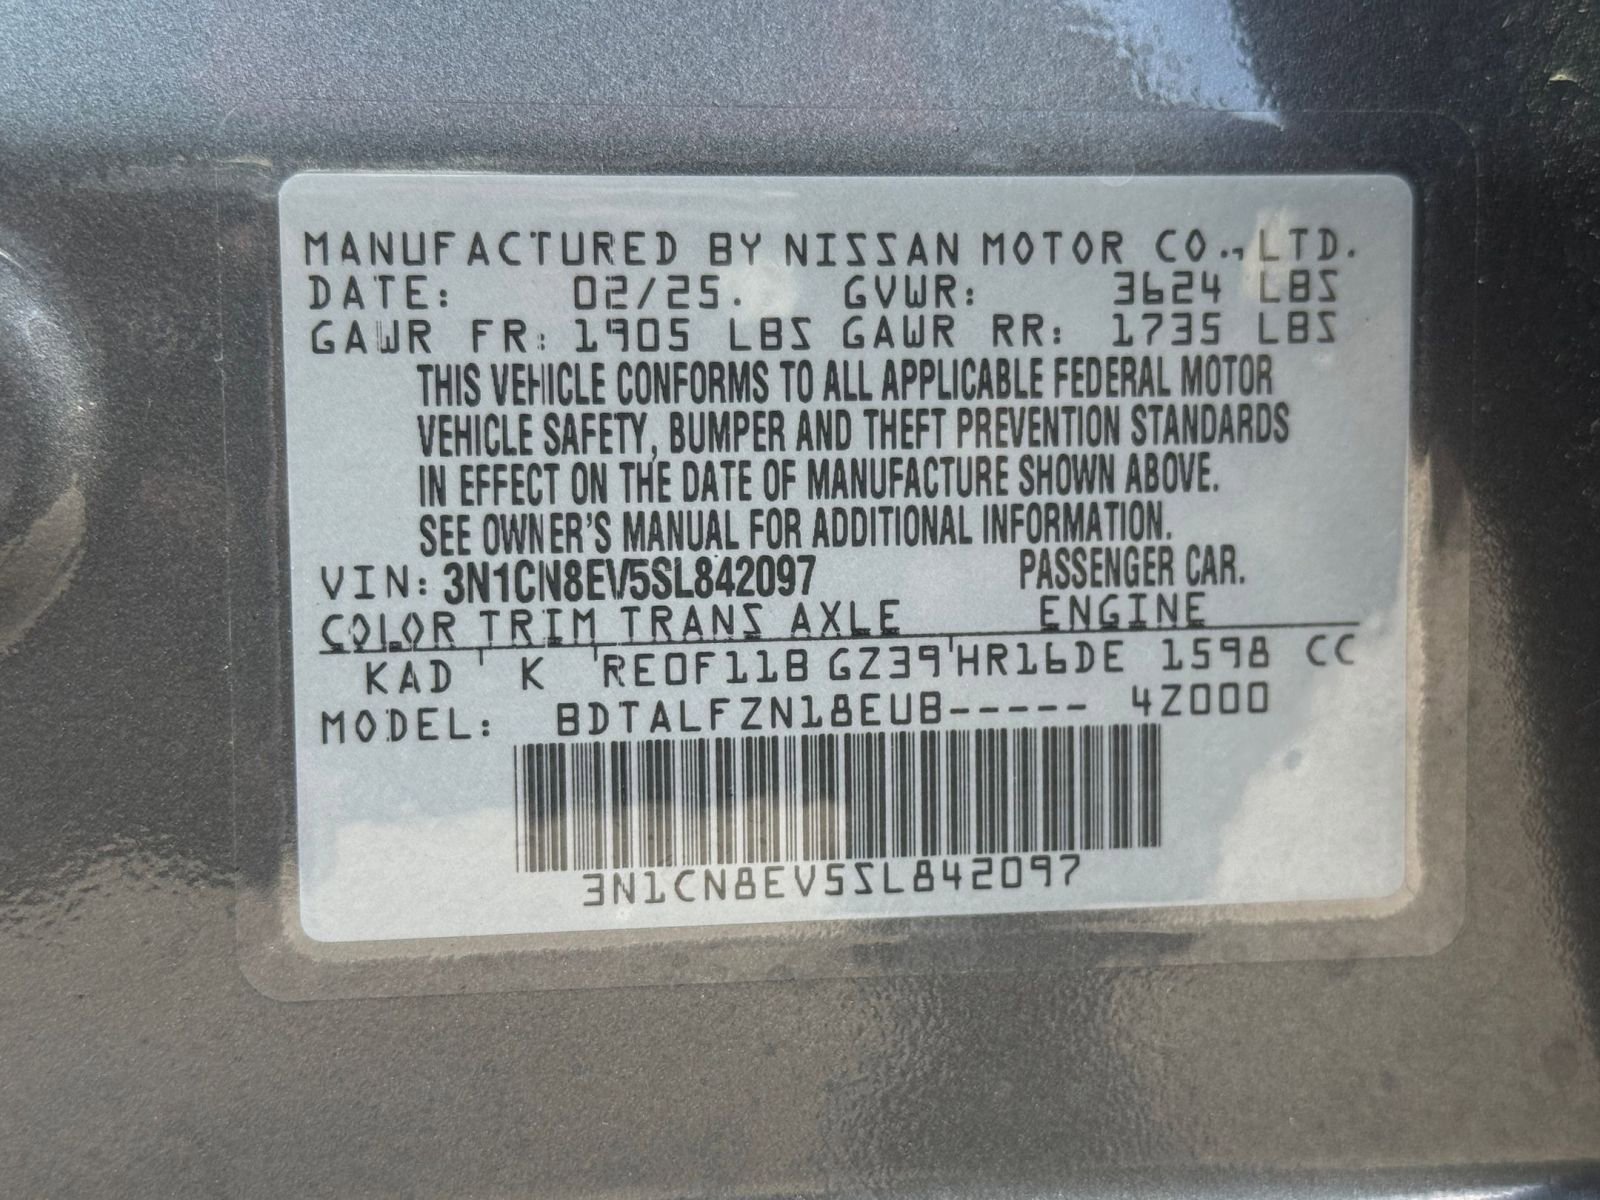 MANUFACTURED BY NISSAN MOTOR CO., LTD.
DATE: 02/25. GVWR: 3624 LBS
GAWR FR: 1905 LBS GAWR RR: 1735 LBS
THIS VEHICLE CONFORMS TO ALL APPLICABLE FEDERAL MOTOR
VEHICLE SAFETY, BUMPER AND THEFT PREVENTION STANDARDS
IN EFFECT ON THE DATE OF MANUFACTURE SHOWN ABOVE.
SEE OWNER'S MANUAL FOR ADDITIONAL INFORMATION.
VIN: 3N1CN8EV5SL842097 PASSENGER CAR.
COLOR TRIM TRANS AXLE ENGINE
KAD K RE0F11B GZ39 HR16DE 1598 CC
MODEL: BDTALFZN18EUB----- 4Z000
3N1CN8EV5SL842097